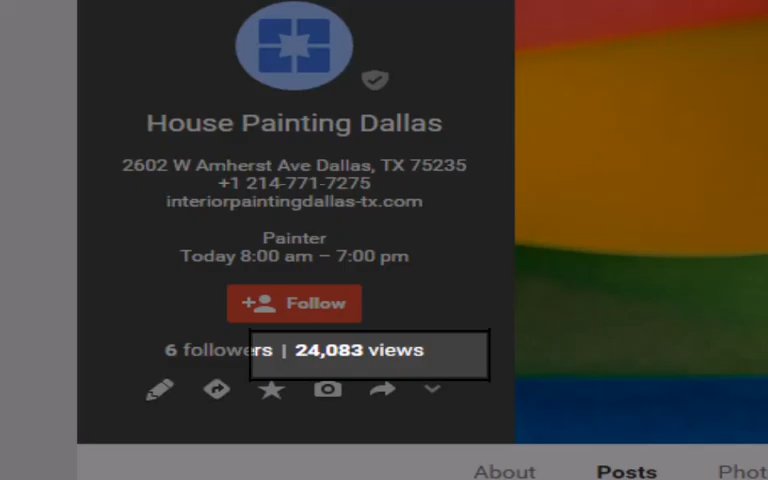 House Painting Dallas
2602 W Amherst Ave Dallas, TX 75235
+1 214-771-7275
interiorpaintingdallas-tx.com
Painter
Today 8:00 am – 7:00 pm
Follow
6 followers | 24,083 views
About Posts Phot